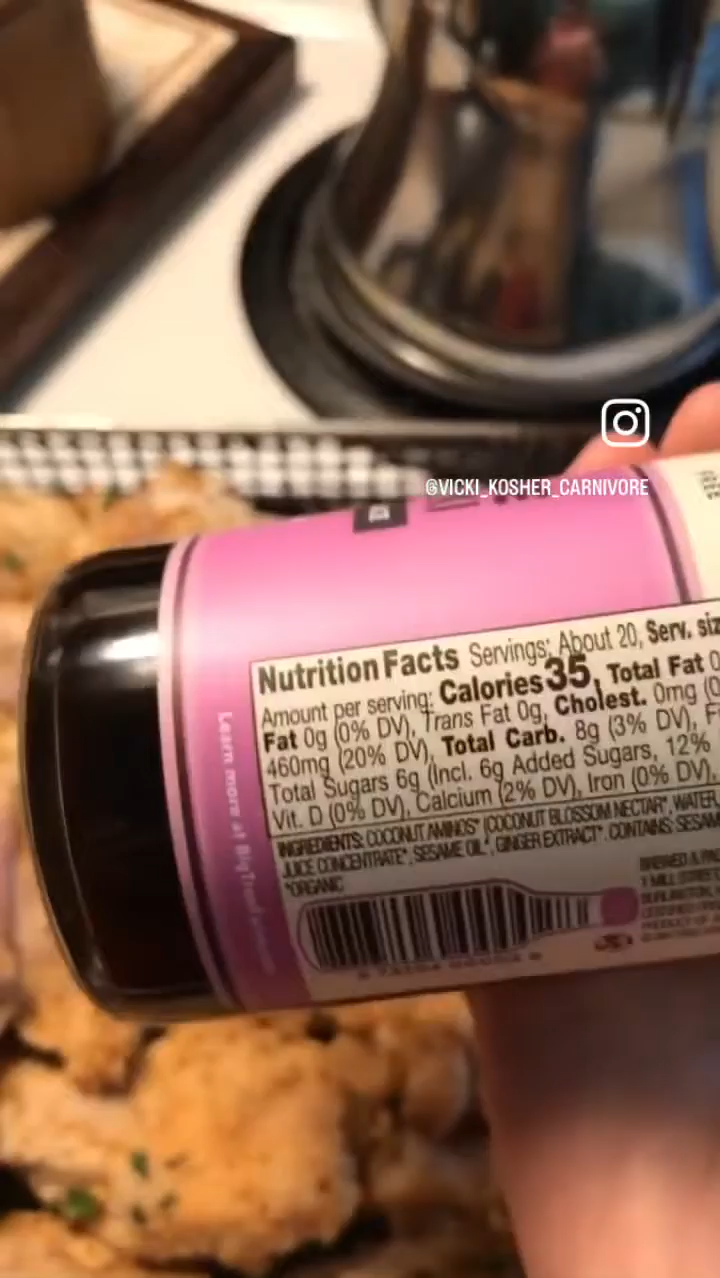 @VICKI_KOSHER_CARNIVORE
Nutrition Facts Servings: About 20, Serv. siz
Amount per serving: Calories 35, Total Fat 0
Fat 0g (0% DV), Trans Fat 0g, Cholest. 0mg (0
460mg (20% DV), Total Carb. 8g (3% DV), Fi
Total Sugars 6g (Incl. 6g Added Sugars, 12%
Vit. D (0% DV), Calcium (2% DV), Iron (0% DV),
INGREDIENTS: COCONUT AMINOS* (COCONUT BLOSSOM NECTAR*, WATER,
JUICE CONCENTRATE*, SESAME OIL*, GINGER EXTRACT*. CONTAINS: SESAM
*ORGANIC
Learn more at BigTree